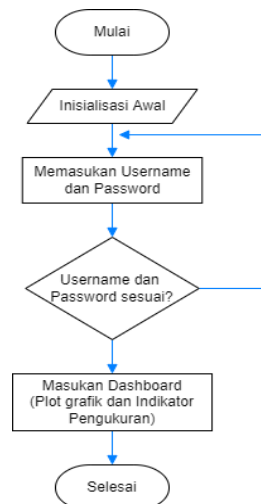 Mulai
Inisialisasi Awal
Memasukan Username
dan Password
Username dan
Password sesuai?
Masukan Dashboard
(Plot grafik dan Indikator
Pengukuran)
Selesai